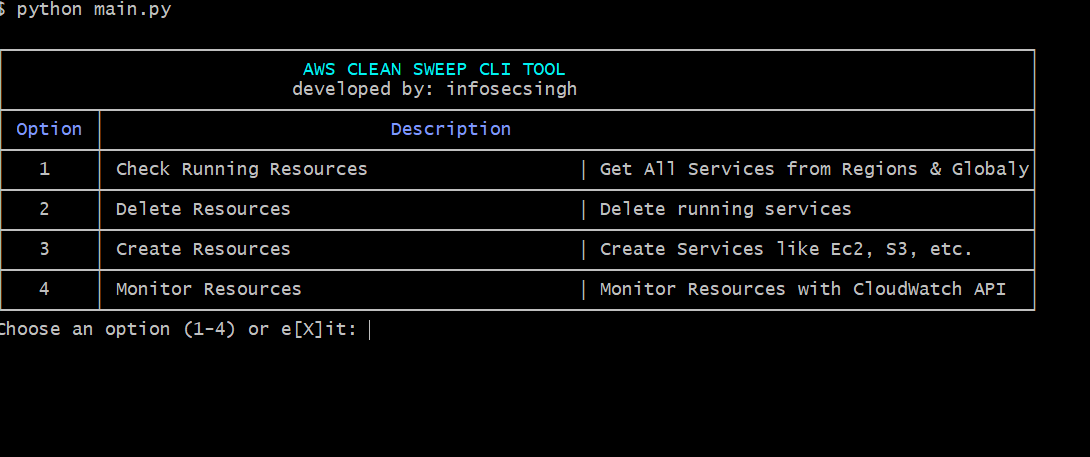 $ python main.py
AWS CLEAN SWEEP CLI TOOL
developed by: infosecsingh
Option Description
1 Check Running Resources | Get All Services from Regions & Globaly
2 Delete Resources | Delete running services
3 Create Resources | Create Services like Ec2, S3, etc.
4 Monitor Resources | Monitor Resources with CloudWatch API
Choose an option (1-4) or e[X]it: